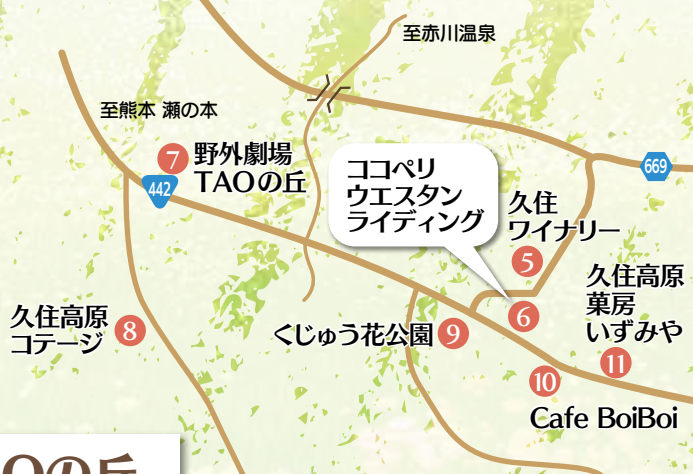 至赤川温泉
至熊本 瀬の本
7
野外劇場
TAOの丘
442
669
ココペリ
ウエスタン
ライディング
久住
ワイナリー
5
6
久住高原
菓房
いずみや
11
久住高原
コテージ
8
くじゅう花公園
9
10
Cafe BoiBoi
Oの丘